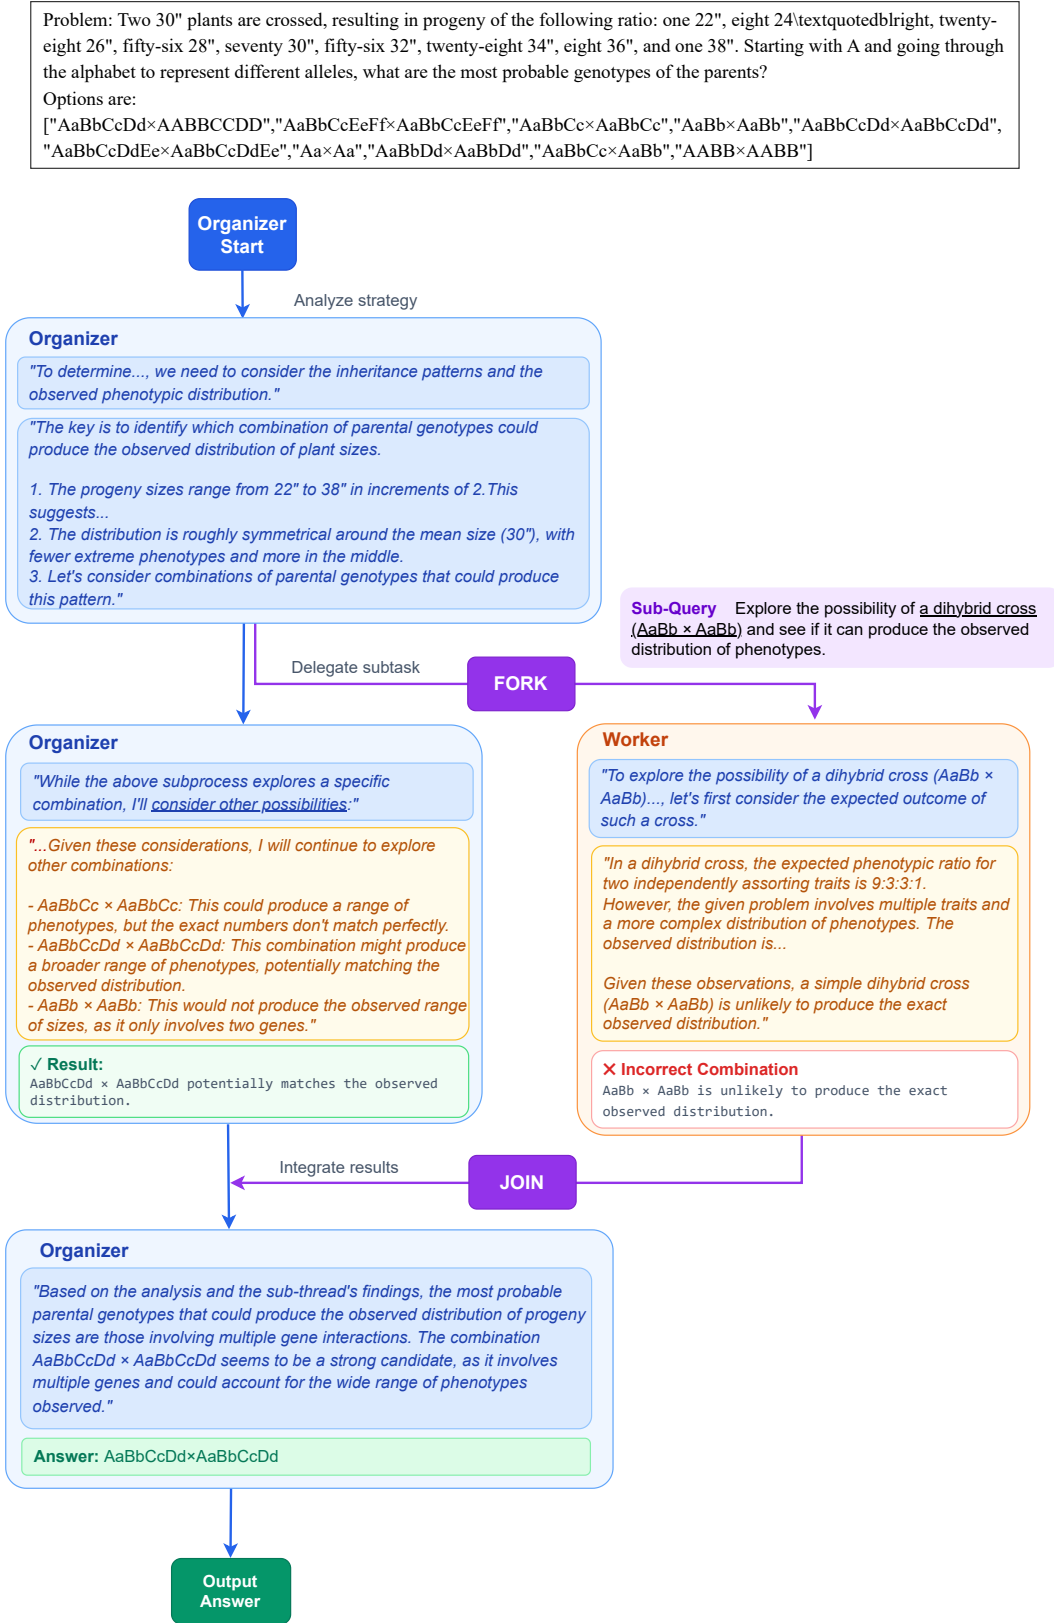 Problem: Two 30" plants are crossed, resulting in progeny of the following ratio: one 22", eight 24\textquotedblright, twenty-
eight 26", fifty-six 28", seventy 30", fifty-six 32", twenty-eight 34", eight 36", and one 38". Starting with A and going through
the alphabet to represent different alleles, what are the most probable genotypes of the parents?
Options are:
["AaBbCcDd×AABBCCDD","AaBbCcEeFf×AaBbCcEeFf","AaBbCc×AaBbCc","AaBb×AaBb","AaBbCcDd×AaBbCcDd",
"AaBbCcDdEe×AaBbCcDdEe","Aa×Aa","AaBbDd×AaBbDd","AaBbCc×AaBb","AABB×AABB"]
Organizer
Start
Analyze strategy
Organizer
"To determine..., we need to consider the inheritance patterns and the
observed phenotypic distribution."
"The key is to identify which combination of parental genotypes could
produce the observed distribution of plant sizes.
1. The progeny sizes range from 22" to 38" in increments of 2.This
suggests...
2. The distribution is roughly symmetrical around the mean size (30"), with
fewer extreme phenotypes and more in the middle.
3. Let's consider combinations of parental genotypes that could produce
this pattern."
Sub-Query Explore the possibility of a dihybrid cross
(AaBb × AaBb) and see if it can produce the observed
distribution of phenotypes.
Delegate subtask
FORK
Organizer
"While the above subprocess explores a specific
combination, I'll consider other possibilities:"
"...Given these considerations, I will continue to explore
other combinations:
- AaBbCc × AaBbCc: This could produce a range of
phenotypes, but the exact numbers don't match perfectly.
- AaBbCcDd × AaBbCcDd: This combination might produce
a broader range of phenotypes, potentially matching the
observed distribution.
- AaBb × AaBb: This would not produce the observed range
of sizes, as it only involves two genes."
✓ Result:
AaBbCcDd × AaBbCcDd potentially matches the observed
distribution.
Worker
"To explore the possibility of a dihybrid cross (AaBb ×
AaBb)..., let's first consider the expected outcome of
such a cross."
"In a dihybrid cross, the expected phenotypic ratio for
two independently assorting traits is 9:3:3:1.
However, the given problem involves multiple traits and
a more complex distribution of phenotypes. The
observed distribution is...
Given these observations, a simple dihybrid cross
(AaBb × AaBb) is unlikely to produce the exact
observed distribution."
✕ Incorrect Combination
AaBb × AaBb is unlikely to produce the exact
observed distribution.
Integrate results
JOIN
Organizer
"Based on the analysis and the sub-thread's findings, the most probable
parental genotypes that could produce the observed distribution of progeny
sizes are those involving multiple gene interactions. The combination
AaBbCcDd × AaBbCcDd seems to be a strong candidate, as it involves
multiple genes and could account for the wide range of phenotypes
observed."
Answer: AaBbCcDd×AaBbCcDd
Output
Answer